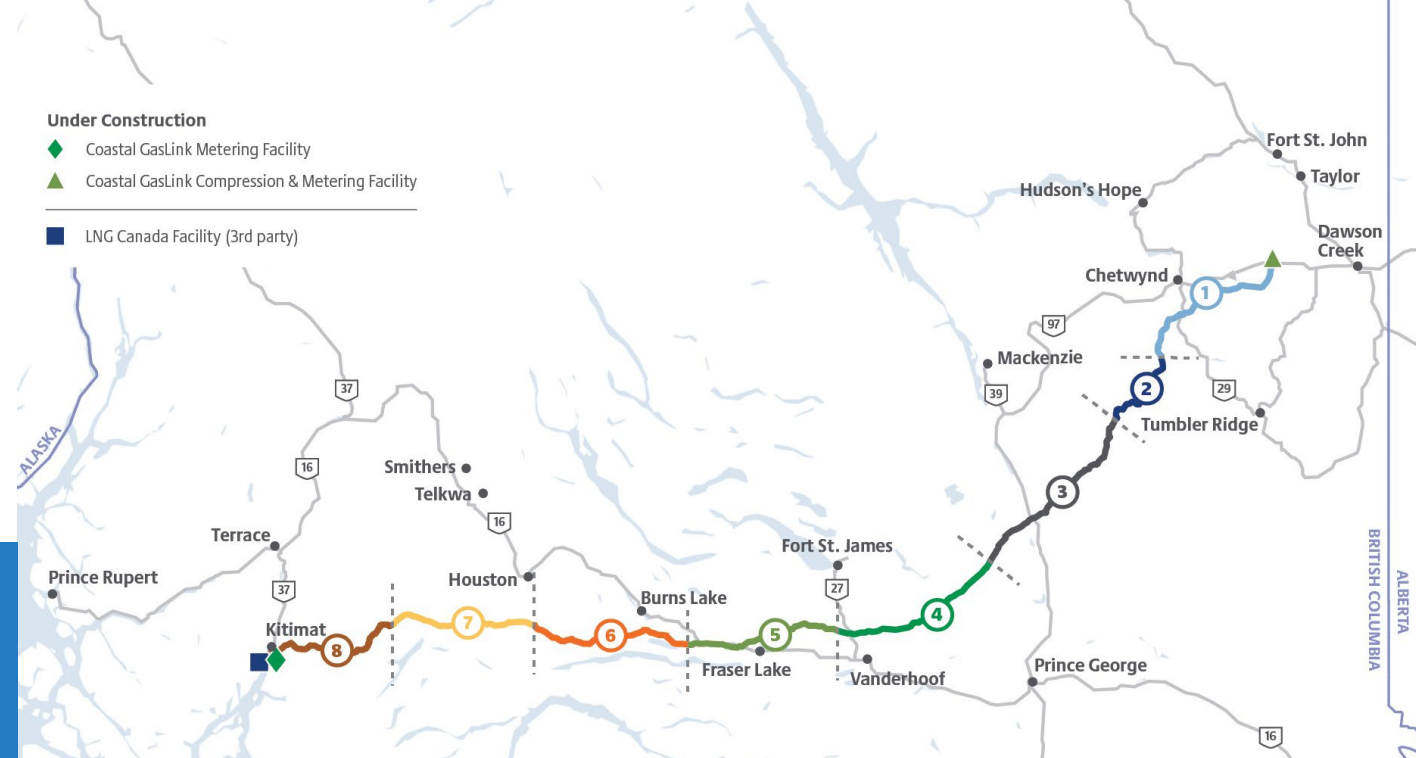 Under Construction
Coastal GasLink Metering Facility
Coastal GasLink Compression & Metering Facility
LNG Canada Facility (3rd party)
Fort St. John
Taylor
Hudson's Hope
Dawson
Creek
Chetwynd
1
97
Mackenzie
39
2
29
Tumbler Ridge
37
ALASKA
16
Smithers
Telkwa
16
3
Terrace
Fort St. James
Prince Rupert
37
Houston
27
Burns Lake
4
BRITISH COLUMBIA
ALBERTA
Kitimat
8
7
6
5
Fraser Lake
Vanderhoof
Prince George
16